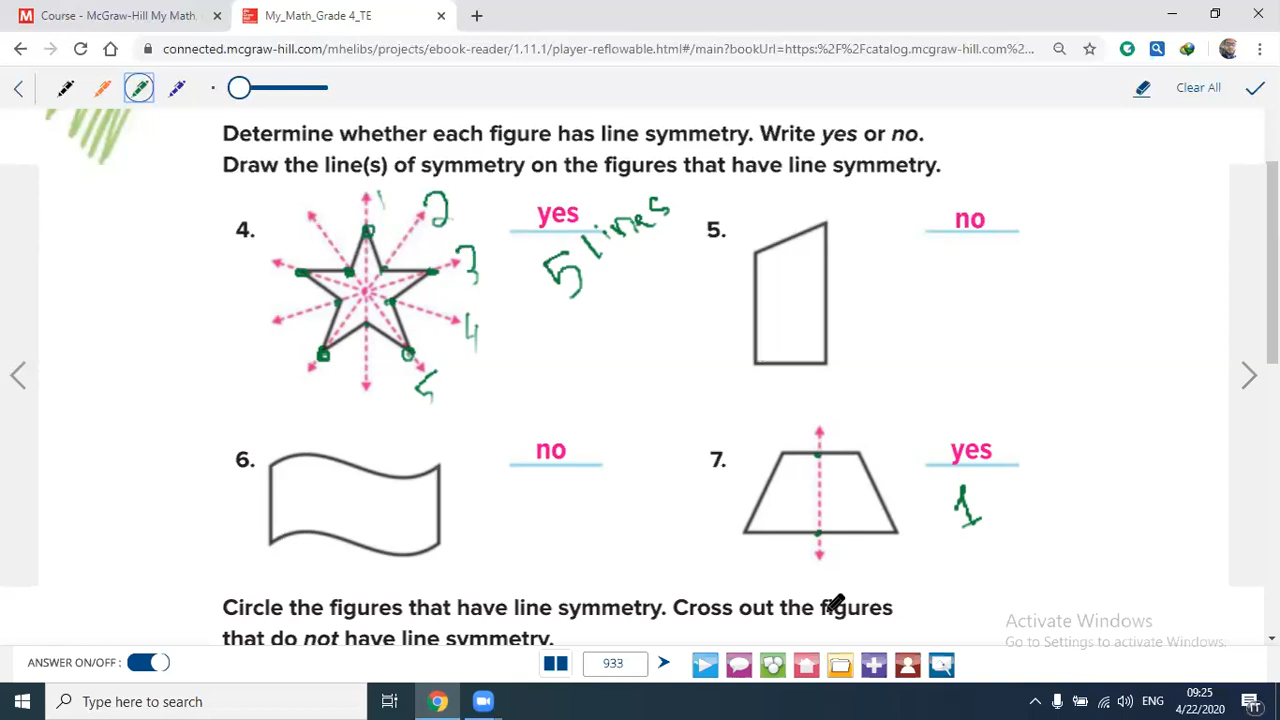 Course - McGraw-Hill My Math,
My_Math_Grade 4_TE
connected.mcgraw-hill.com/mhelibs/projects/ebook-reader/1.11.1/player-reflowable.html#/main?bookUrl=https:%2F%2Fcatalog.mcgraw-hill.com%2...
Clear All
Determine whether each figure has line symmetry. Write yes or no.
Draw the line(s) of symmetry on the figures that have line symmetry.
4.
1
2
3
4
5
yes
5 lines
5.
no
6.
no
7.
yes
1
Circle the figures that have line symmetry. Cross out the figures
that do not have line symmetry.
Activate Windows
Go to Settings to activate Windows.
ANSWER ON/OFF :
933
Type here to search
ENG
09:25
4/22/2020